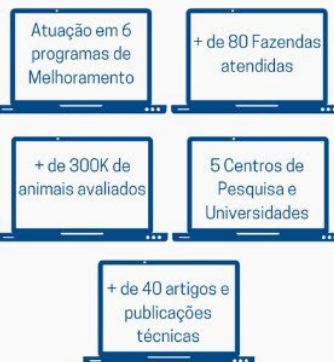 Atuação em 6
programas de
Melhoramento
+ de 80 Fazendas
atendidas
+ de 300K de
animais avaliados
5 Centros de
Pesquisa e
Universidades
+ de 40 artigos e
publicações
técnicas